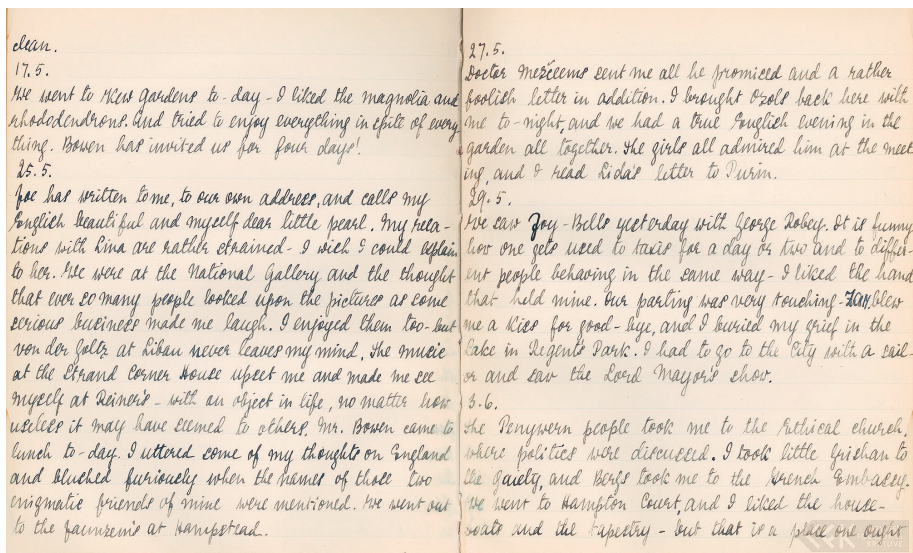 clean.
17.5.
We went to Kew Gardens to-day - I liked the magnolia and
rhododendrons. and tried to enjoy everything in spite of every
thing. Bowen has invited us for four days!
25.5.
Joe has written to me, to our own address, and calls my
English beautiful and myself dear little pearl. My rela-
tions with Lina are rather strained - I wish I could explain
to her. We were at the National Gallery and the thought
that ever so many people looked upon the pictures as some
serious business made me laugh. I enjoyed them too - but
von der Goltz at Libau never leaves my mind. The music
at the Strand Corner House upset me and made me see
myself at Reiner's - with an object in life, no matter how
useless it may have seemed to others. Mr. Bowen came to
lunch to-day. I uttered some of my thoughts on England
and blushed furiously when the names of those two
enigmatic friends of mine were mentioned. We went out
to the Jaunzem's at Hampstead.
27.5.
Doctor Mežciems sent me all he promised and a rather
foolish letter in addition. I brought Ozols back here with
me to-night, and we had a true English evening in the
garden all together. The girls all admired him at the meet
ing, and I read Lida's letter to Purin.
29.5.
We saw Joy-Bells yesterday with George Robey. It is funny
how one gets used to taxis for a day or two and to differ-
ent people behaving in the same way - I liked the hand
that held mine. Our parting was very touching - blew
me a kiss for good-bye, and I buried my grief in the
lake in Regent's Park. I had to go to the City with a sail-
or and saw the Lord Mayor's show.
3.6.
The Penywern people took me to the Ethical church,
where politics were discussed. I took little Grishan to
the Gaiety, and Bergs took me to the French Embassy.
We went to Hampton Court, and I liked the house-
boats and the tapestry - but that is a place one ought